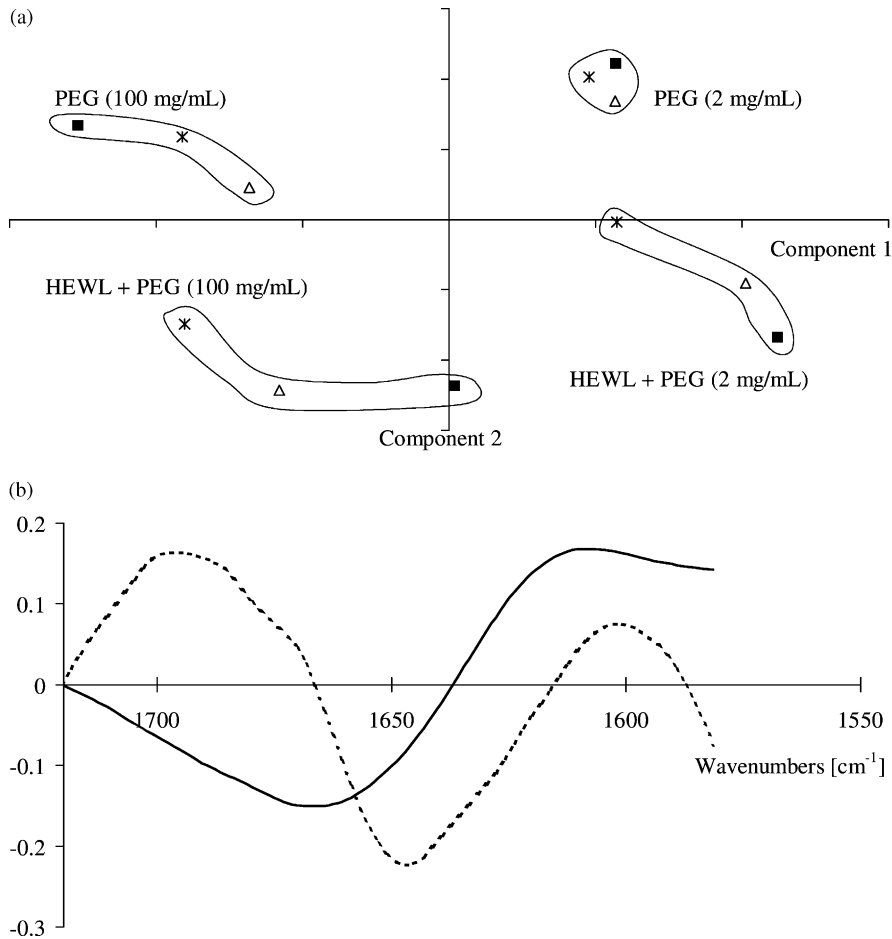 (a)
PEG (100 mg/mL)
PEG (2 mg/mL)
Component 1
HEWL + PEG (100 mg/mL)
HEWL + PEG (2 mg/mL)
Component 2
(b)
0.2
0.1
0
1700
1650
1600
1550
-0.1
Wavenumbers [cm⁻¹]
-0.2
-0.3